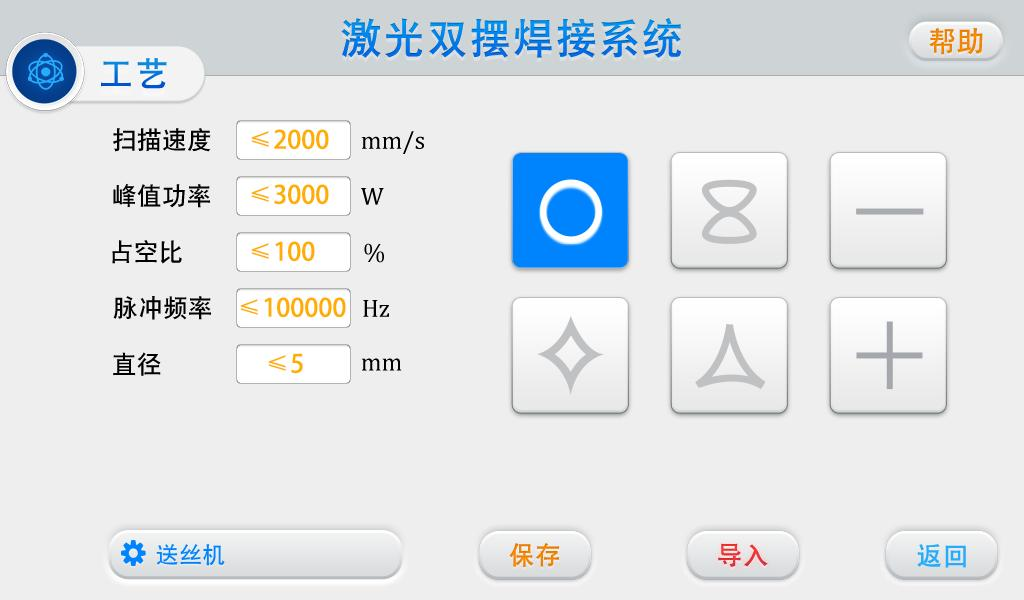 激光双摆焊接系统
帮助
工艺
扫描速度 ≤2000 mm/s
峰值功率 ≤3000 W
占空比 ≤100 %
脉冲频率 ≤100000 Hz
直径 ≤5 mm
送丝机
保存
导入
返回